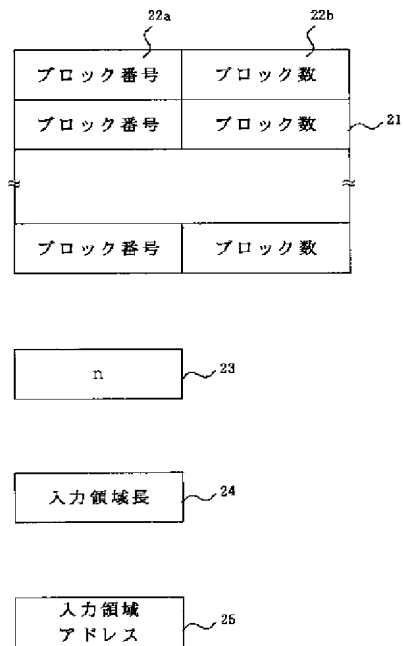 22a 22b
ブロック番号 ブロック数
ブロック番号 ブロック数
21
ブロック番号 ブロック数
n
23
入力領域長
24
入力領域
アドレス
25